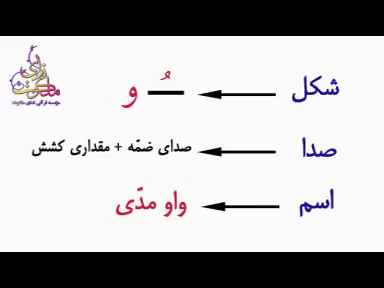 شکل ـُ و
صدا صدای ضمّه + مقداری کشش
اسم واو مدّی